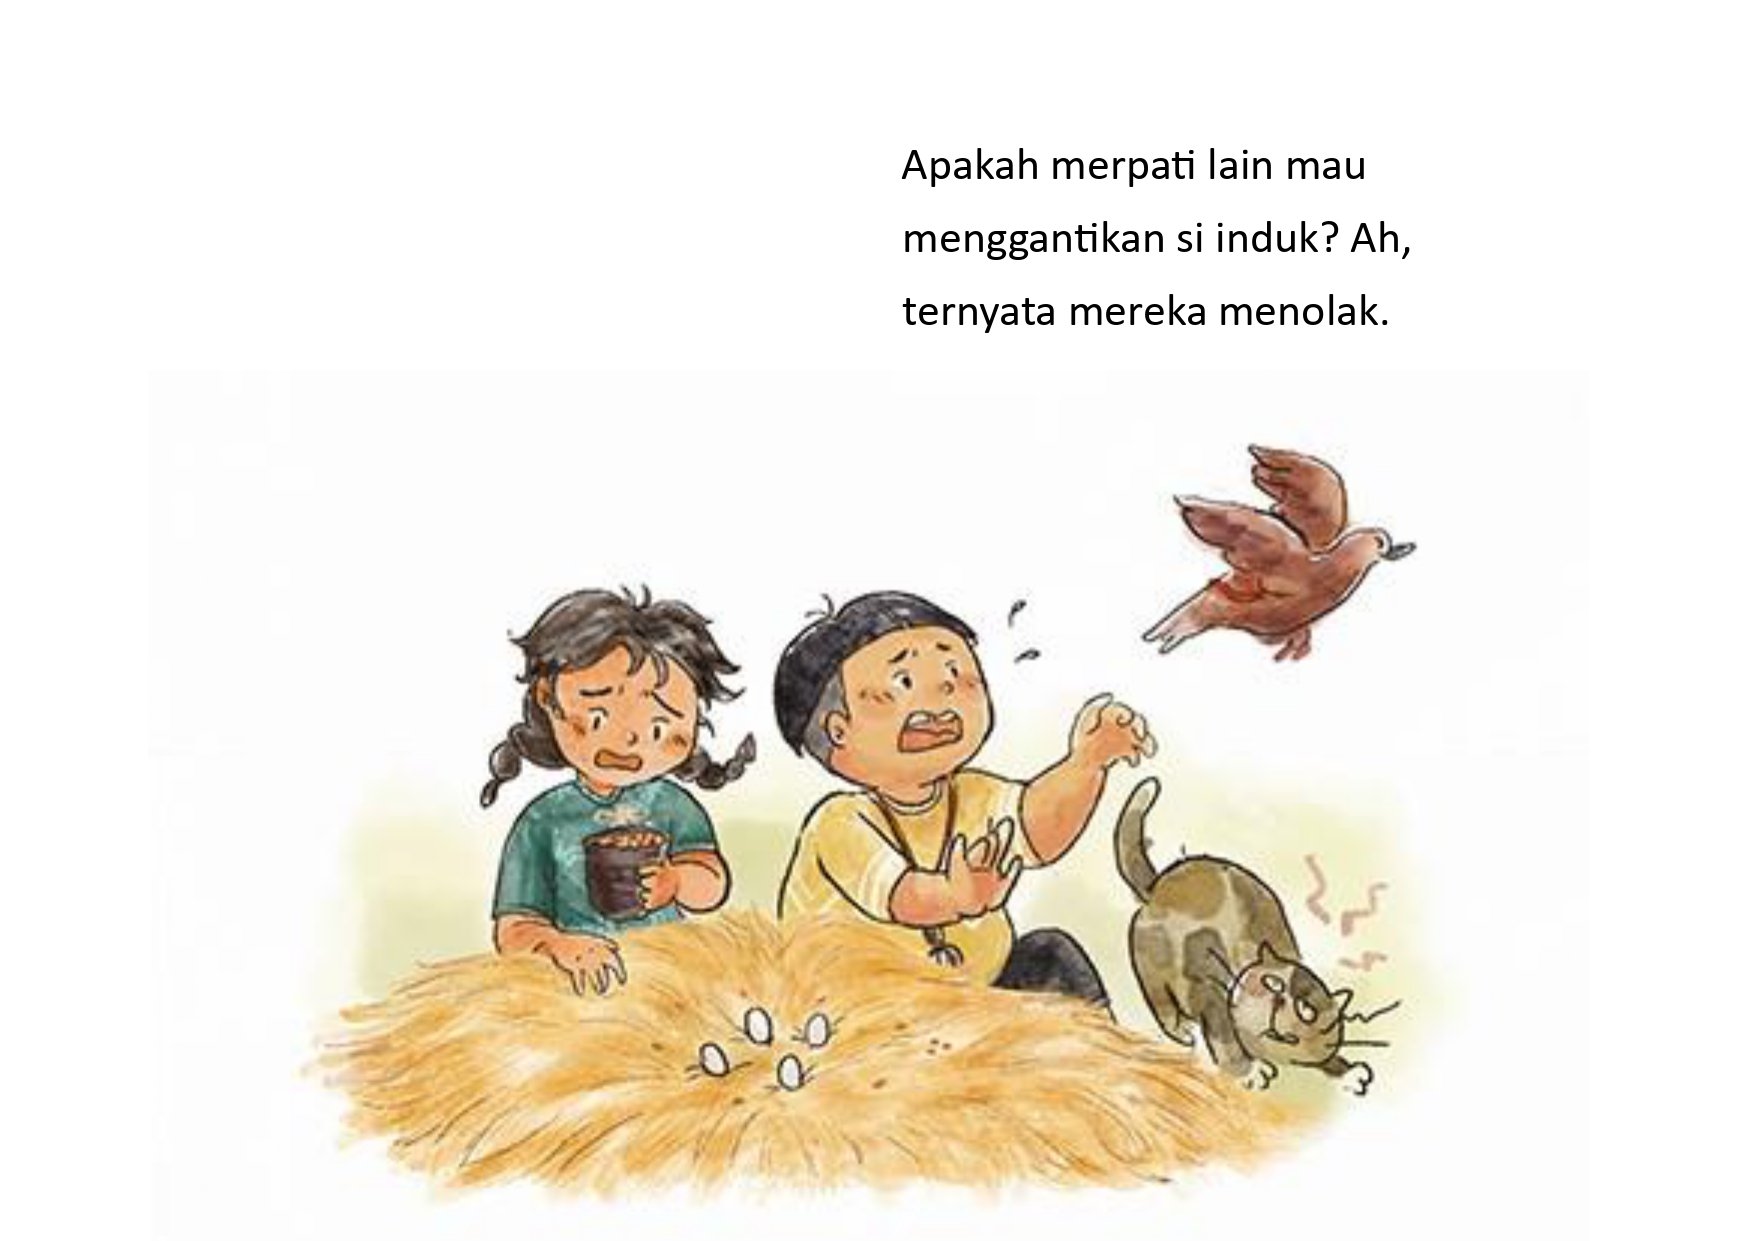 Apakah merpati lain mau
menggantikan si induk? Ah,
ternyata mereka menolak.